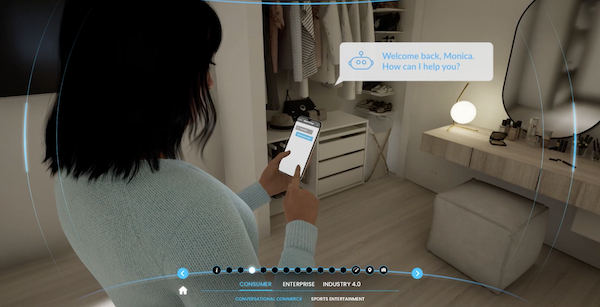 Welcome back, Monica.
How can I help you?
CONSUMER ENTERPRISE INDUSTRY 4.0
CONVERSATIONAL COMMERCE SPORTS ENTERTAINMENT